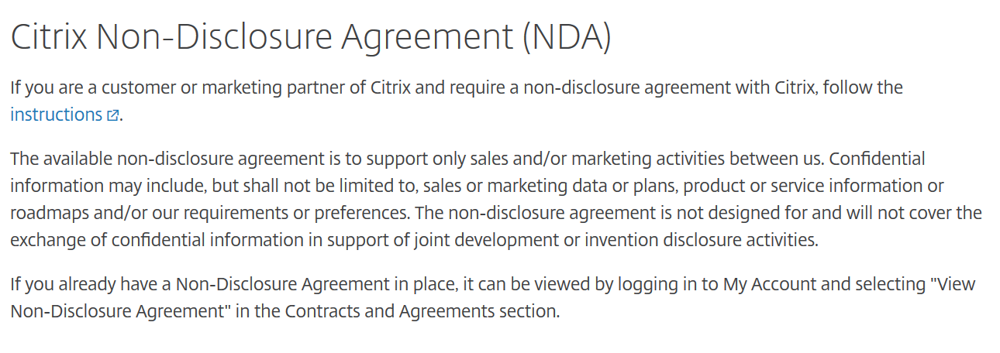 Citrix Non-Disclosure Agreement (NDA)
If you are a customer or marketing partner of Citrix and require a non-disclosure agreement with Citrix, follow the
instructions.
The available non-disclosure agreement is to support only sales and/or marketing activities between us. Confidential
information may include, but shall not be limited to, sales or marketing data or plans, product or service information or
roadmaps and/or our requirements or preferences. The non-disclosure agreement is not designed for and will not cover the
exchange of confidential information in support of joint development or invention disclosure activities.
If you already have a Non-Disclosure Agreement in place, it can be viewed by logging in to My Account and selecting "View
Non-Disclosure Agreement" in the Contracts and Agreements section.